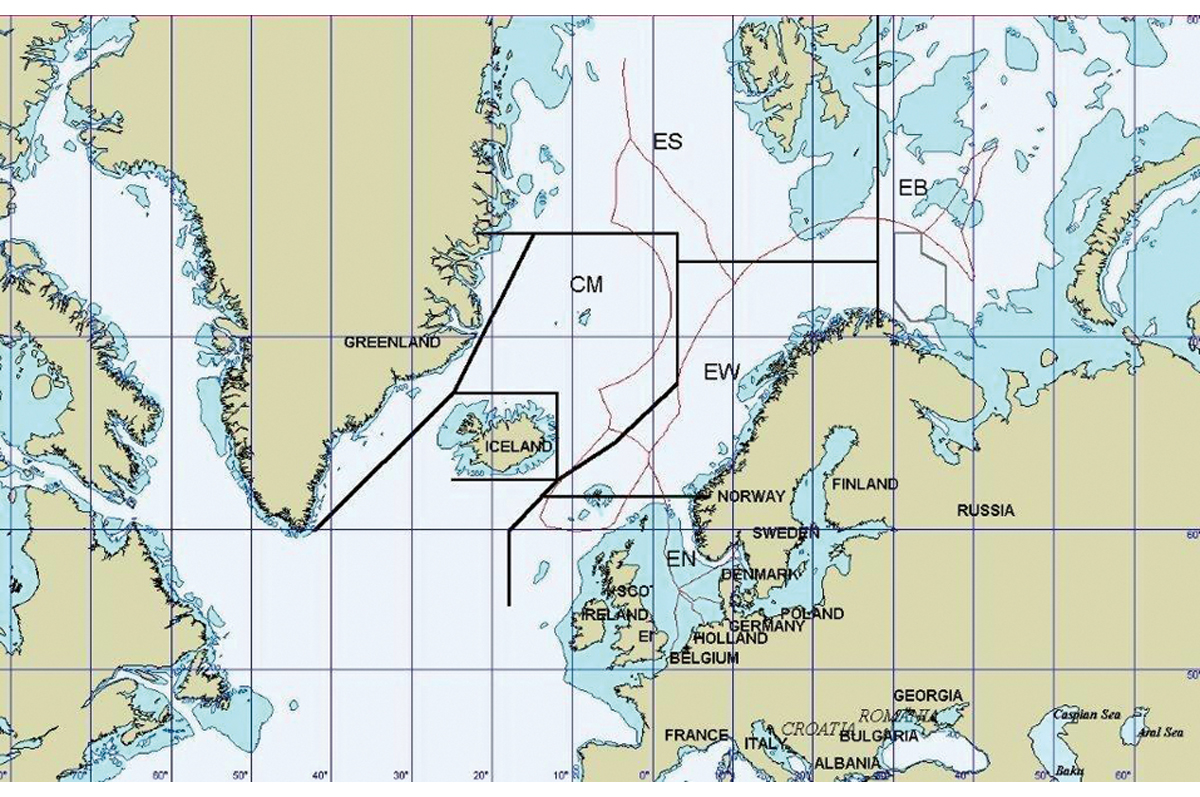 ES
EB
CM
GREENLAND
EW
ICELAND
FINLAND
NORWAY
RUSSIA
SWEDEN
EN
DENMARK
SCO
IRELAND
POLAND
GERMANY
HOLLAND
BELGIUM
GEORGIA
ROMANIA
Caspian Sea
CROATIA
FRANCE
ITALY
BULGARIA
Aral Sea
ALBANIA
Baku
60°
50°
70°
60°
50°
40°
30°
20°
10°
0°
10°
20°
40°
50°
60°